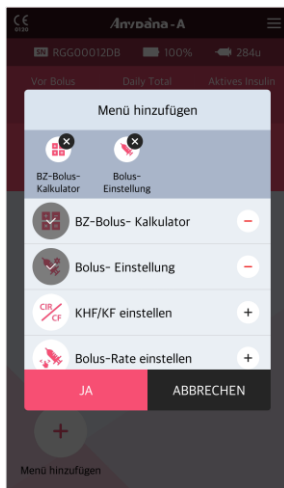 CE
0120
AnyDana-A
SN RGG00012DB 100% 284u
Vor Bolus Daily Total Aktives Insulin
Menü hinzufügen
BZ-Bolus-
Kalkulator
Bolus-
Einstellung
BZ-Bolus- Kalkulator
Bolus- Einstellung
CIR/CF
KHF/KF einstellen
Bolus-Rate einstellen
JA ABBRECHEN
Menü hinzufügen